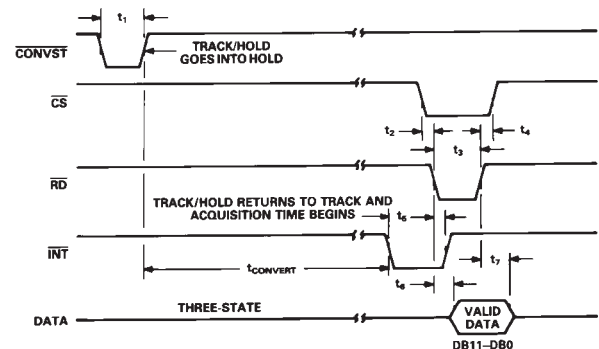 t1
CONVST
TRACK/HOLD
GOES INTO HOLD
CS
t2
t3
t4
RD
TRACK/HOLD RETURNS TO TRACK AND
ACQUISITION TIME BEGINS
t5
INT
tCONVERT
t6
t7
DATA
THREE-STATE
VALID
DATA
DB11–DB0